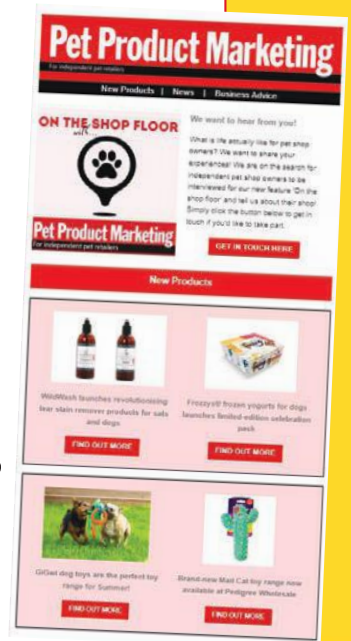 Pet Product Marketing
For independent pet retailers
New Products | News | Business Advice
ON THE SHOP FLOOR
with...
Pet Product Marketing
For independent pet retailers
We want to hear from you!
What is life actually like for pet shop
owners? We want to share your
experiences! We are on the search for
independent pet shop owners to be
interviewed for our new feature 'On the
shop floor' and tell us about their shop!
Simply click the button below to get in
touch if you'd like to take part.
GET IN TOUCH HERE
New Products
WildWash launches revolutionising
tear stain remover products for cats
and dogs
FIND OUT MORE
Frozzys® frozen yogurts for dogs
launches limited-edition celebration
pack
FIND OUT MORE
GiGwi dog toys are the perfect toy
range for Summer!
FIND OUT MORE
Brand-new Mad Cat toy range now
available at Pedigree Wholesale
FIND OUT MORE